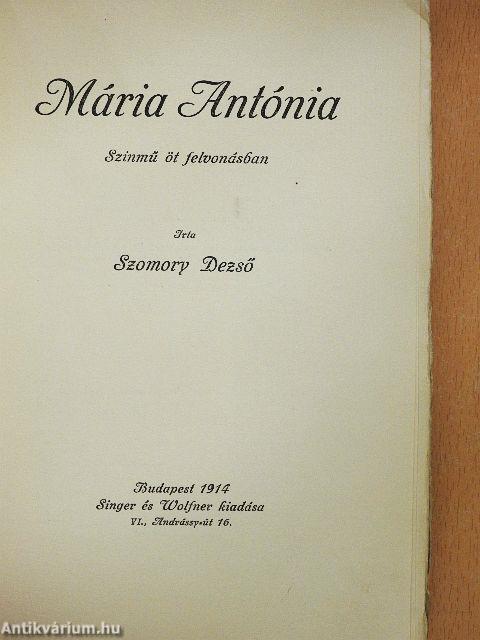 Mária Antónia
Szinmű öt felvonásban
Irta
Szomory Dezső
Budapest 1914
Singer és Wolfner kiadása
VI., Andrássy-út 16.
Antikvárium.hu